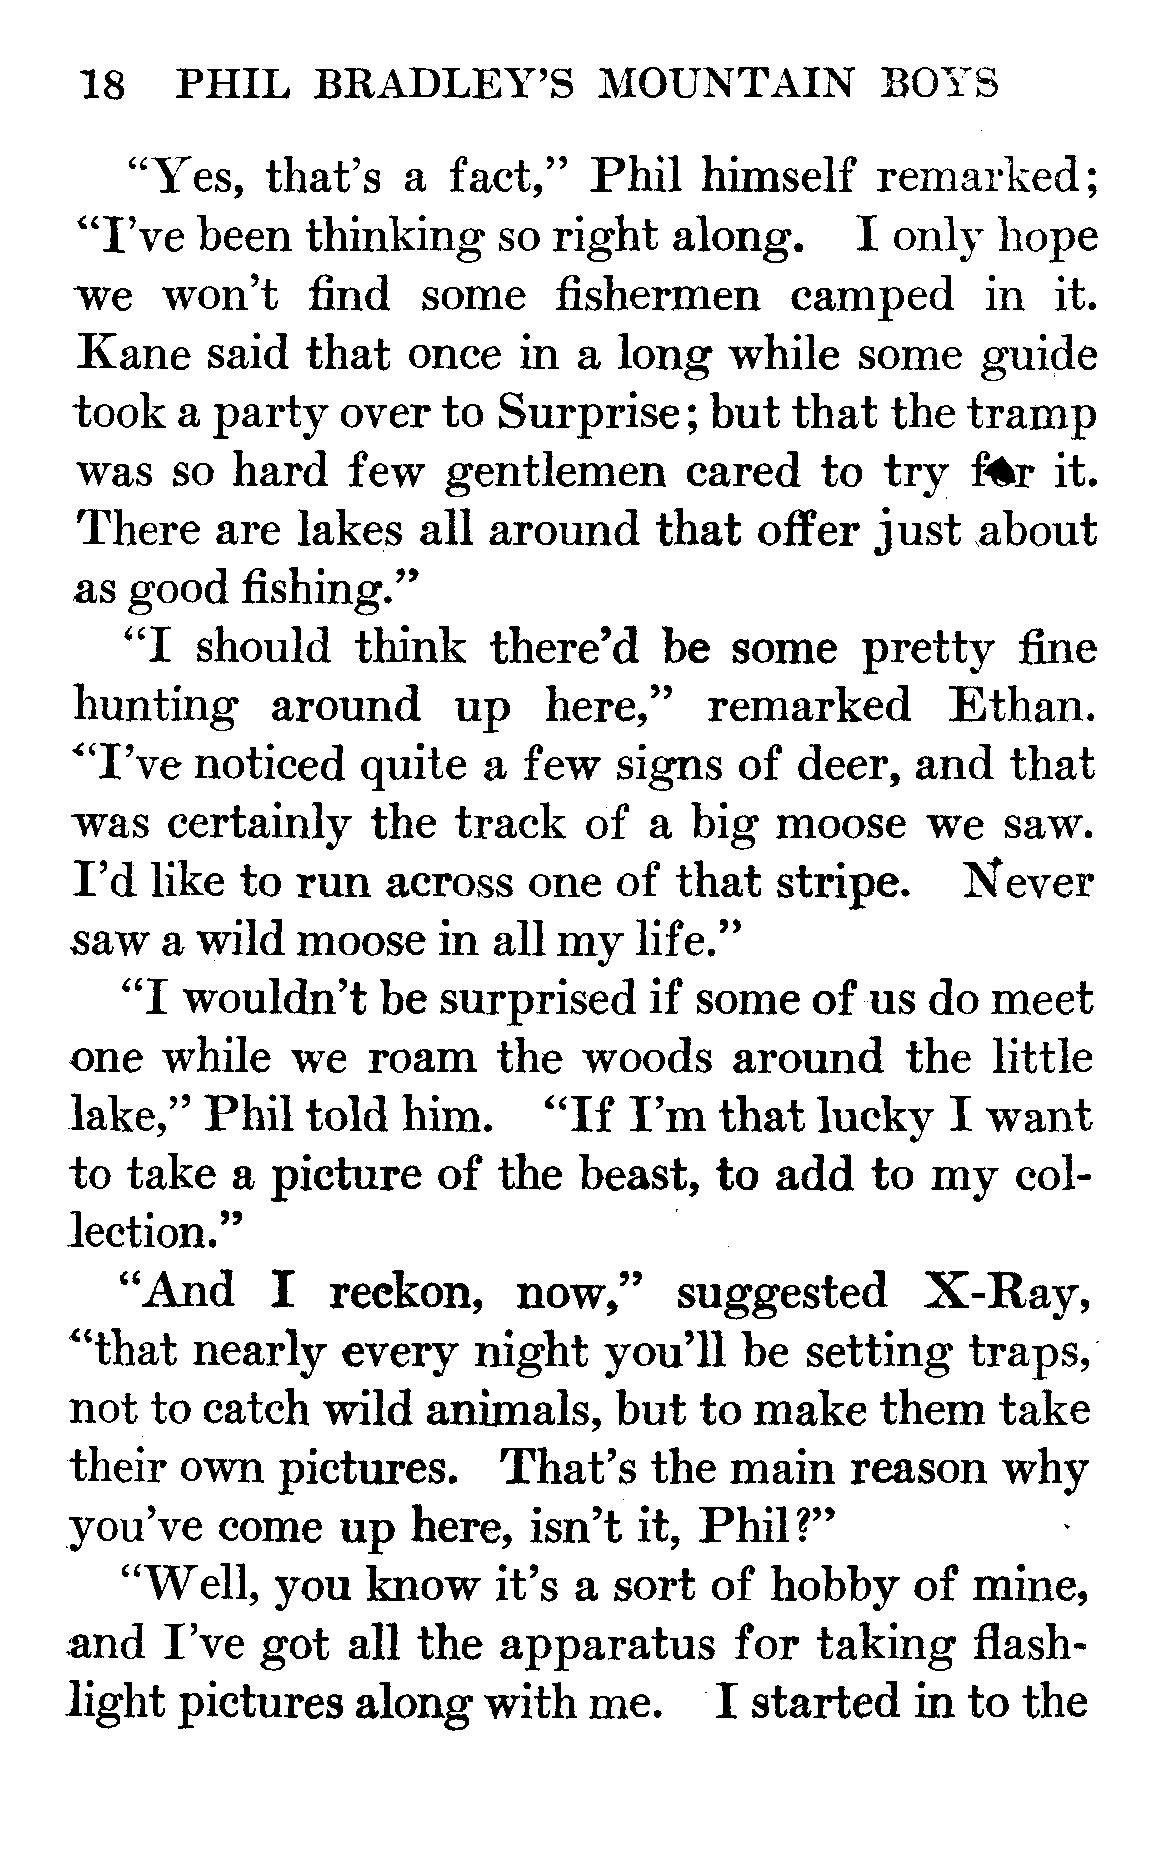 18 PHIL BRADLEY'S MOUNTAIN BOYS
"Yes, that's a fact," Phil himself remarked;
"I've been thinking so right along. I only hope
we won't find some fishermen camped in it.
Kane said that once in a long while some guide
took a party over to Surprise; but that the tramp
was so hard few gentlemen cared to try for it.
There are lakes all around that offer just about
as good fishing."
"I should think there'd be some pretty fine
hunting around up here," remarked Ethan.
"I've noticed quite a few signs of deer, and that
was certainly the track of a big moose we saw.
I'd like to run across one of that stripe. Never
saw a wild moose in all my life."
"I wouldn't be surprised if some of us do meet
one while we roam the woods around the little
lake," Phil told him. "If I'm that lucky I want
to take a picture of the beast, to add to my col-
lection."
"And I reckon, now," suggested X-Ray,
"that nearly every night you'll be setting traps,
not to catch wild animals, but to make them take
their own pictures. That's the main reason why
you've come up here, isn't it, Phil?"
"Well, you know it's a sort of hobby of mine,
and I've got all the apparatus for taking flash-
light pictures along with me. I started in to the